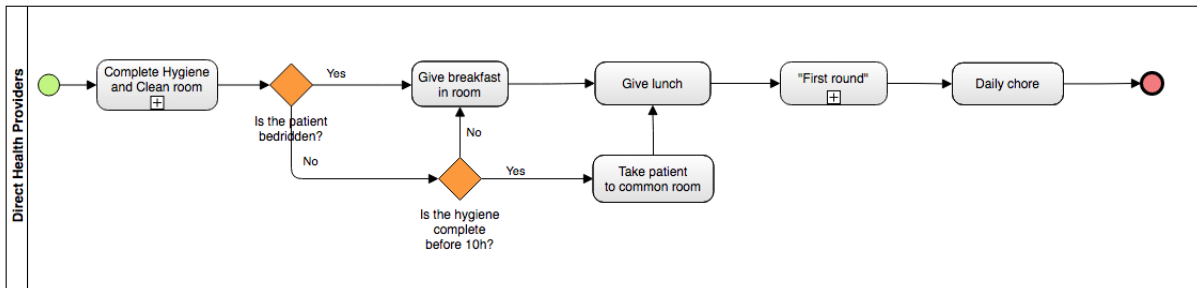 Direct Health Providers
Complete Hygiene
and Clean room
Is the patient
bedridden?
Yes
No
Give breakfast
in room
No
Is the hygiene
complete
before 10h?
Yes
Take patient
to common room
Give lunch
"First round"
Daily chore